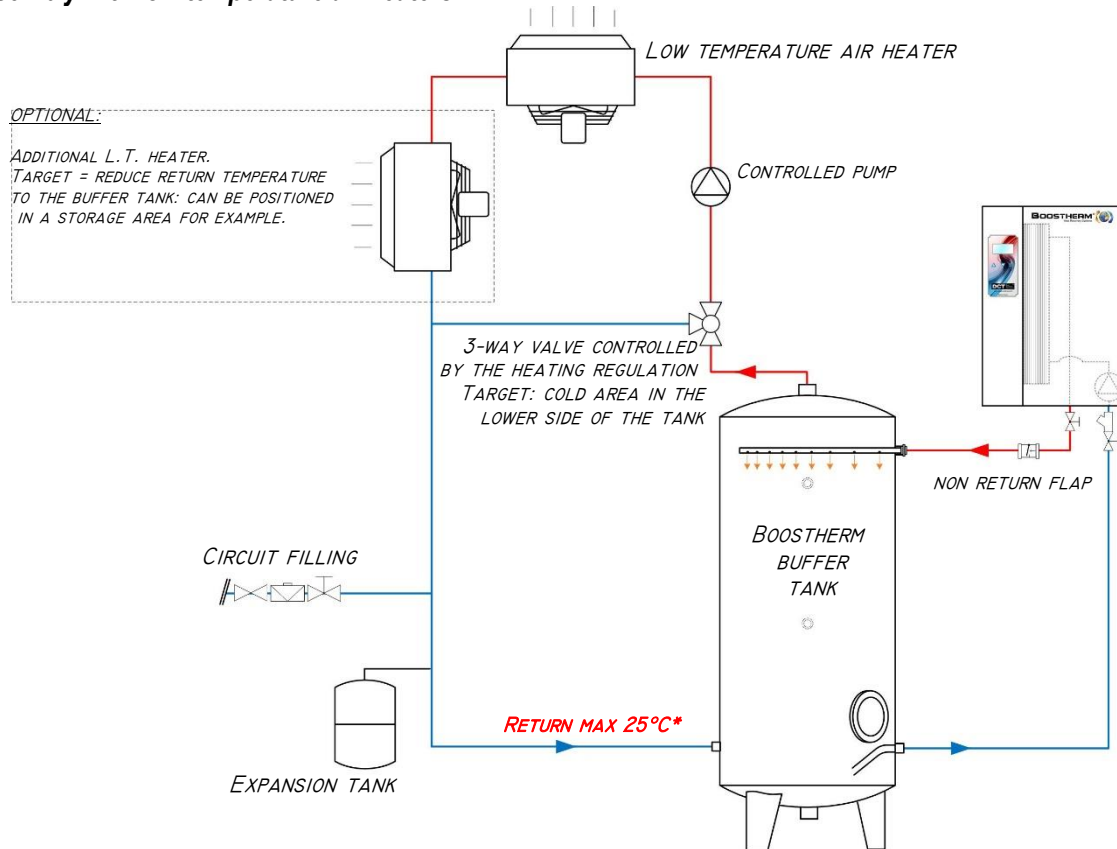 LOW TEMPERATURE AIR HEATER
OPTIONAL:
ADDITIONAL L.T. HEATER.
TARGET = REDUCE RETURN TEMPERATURE
TO THE BUFFER TANK: CAN BE POSITIONED
IN A STORAGE AREA FOR EXAMPLE.
CONTROLLED PUMP
BOOSTHERM
DCT
3-WAY VALVE CONTROLLED
BY THE HEATING REGULATION
TARGET: COLD AREA IN THE
LOWER SIDE OF THE TANK
NON RETURN FLAP
BOOSTHERM
BUFFER
TANK
CIRCUIT FILLING
RETURN MAX 25°C*
EXPANSION TANK